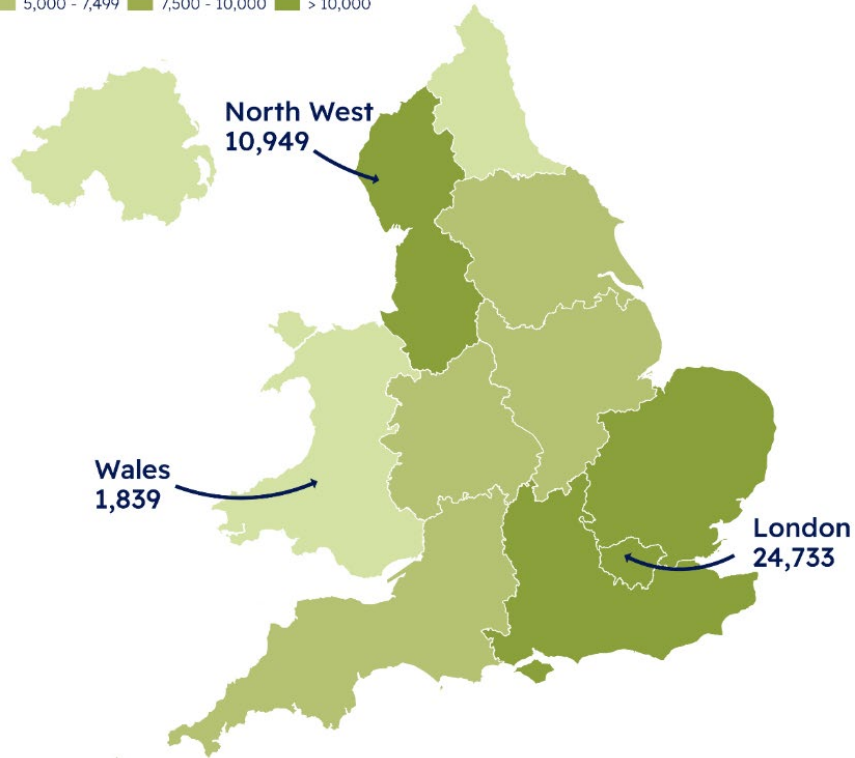 5,000 - 7,499 7,500 - 10,000 > 10,000
North West
10,949
Wales
1,839
London
24,733